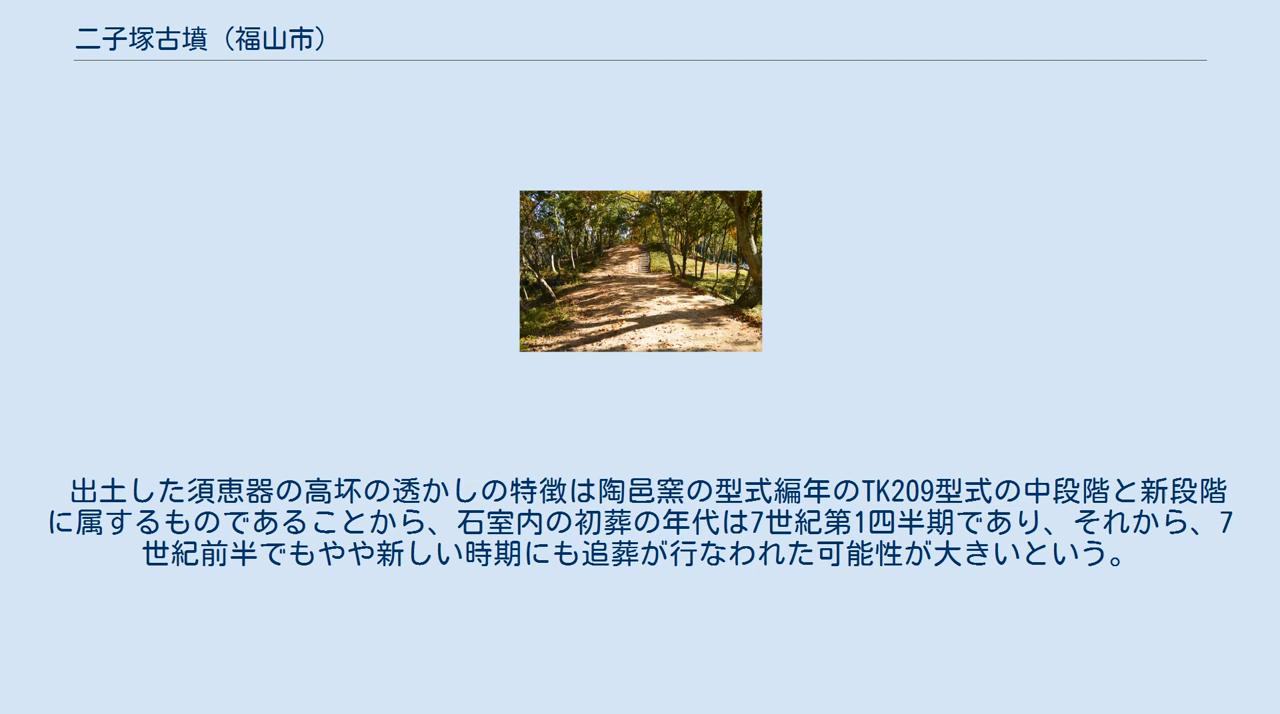 二子塚古墳（福山市）
出土した須恵器の高坏の透かしの特徴は陶邑窯の型式編年のTK209型式の中段階と新段階
に属するものであることから、石室内の初葬の年代は7世紀第1四半期であり、それから、7
世紀前半でもやや新しい時期にも追葬が行なわれた可能性が大きいという。